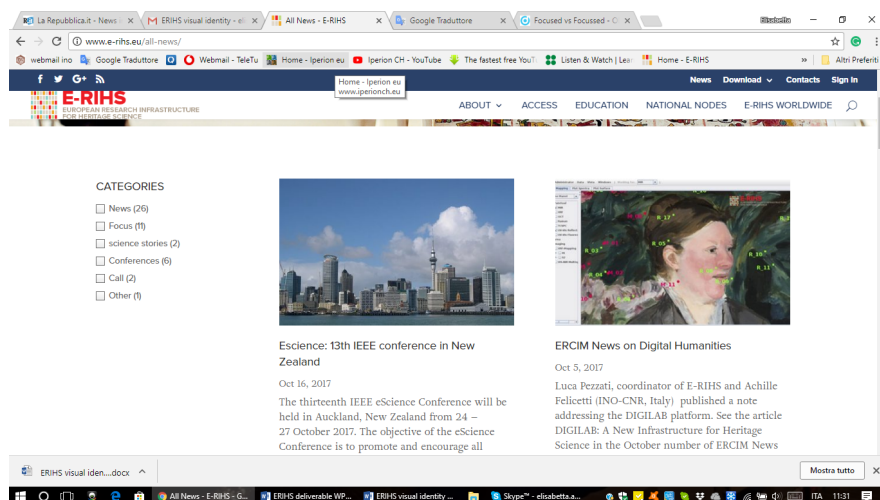 La Repubblica.it - News
ERIHS visual identity - el
All News - E-RIHS
Google Traduttore
Focused vs Focussed - G
Elisabetta
www.e-rihs.eu/all-news/
webmail ino
Google Traduttore
Webmail - TeleTu
Home - Iperion eu
Iperion CH - YouTube
The fastest free YouT
Listen & Watch | Lear
Home - E-RIHS
»
Altri Preferiti
Home - Iperion eu
www.iperionch.eu
News
Download
Contacts
Sign In
E-RIHS
EUROPEAN RESEARCH INFRASTRUCTURE
FOR HERITAGE SCIENCE
ABOUT
ACCESS
EDUCATION
NATIONAL NODES
E-RIHS WORLDWIDE
CATEGORIES
News (26)
Focus (11)
science stories (2)
Conferences (6)
Call (2)
Other (1)
Escience: 13th IEEE conference in New
Zealand
Oct 16, 2017
The thirteenth IEEE eScience Conference will be
held in Auckland, New Zealand from 24 –
27 October 2017. The objective of the eScience
Conference is to promote and encourage all
R_17
R_05
R_10
R_11
ERCIM News on Digital Humanities
Oct 5, 2017
Luca Pezzati, coordinator of E-RIHS and Achille
Felicetti (INO-CNR, Italy) published a note
addressing the DIGILAB platform. See the article
DIGILAB: A New Infrastructure for Heritage
Science in the October number of ERCIM News
ERIHS visual iden....docx
Mostra tutto
All News - E-RIHS - G...
ERIHS deliverable WP...
ERIHS visual identity ...
Skype™ - elisabetta.a...
ITA
11:31